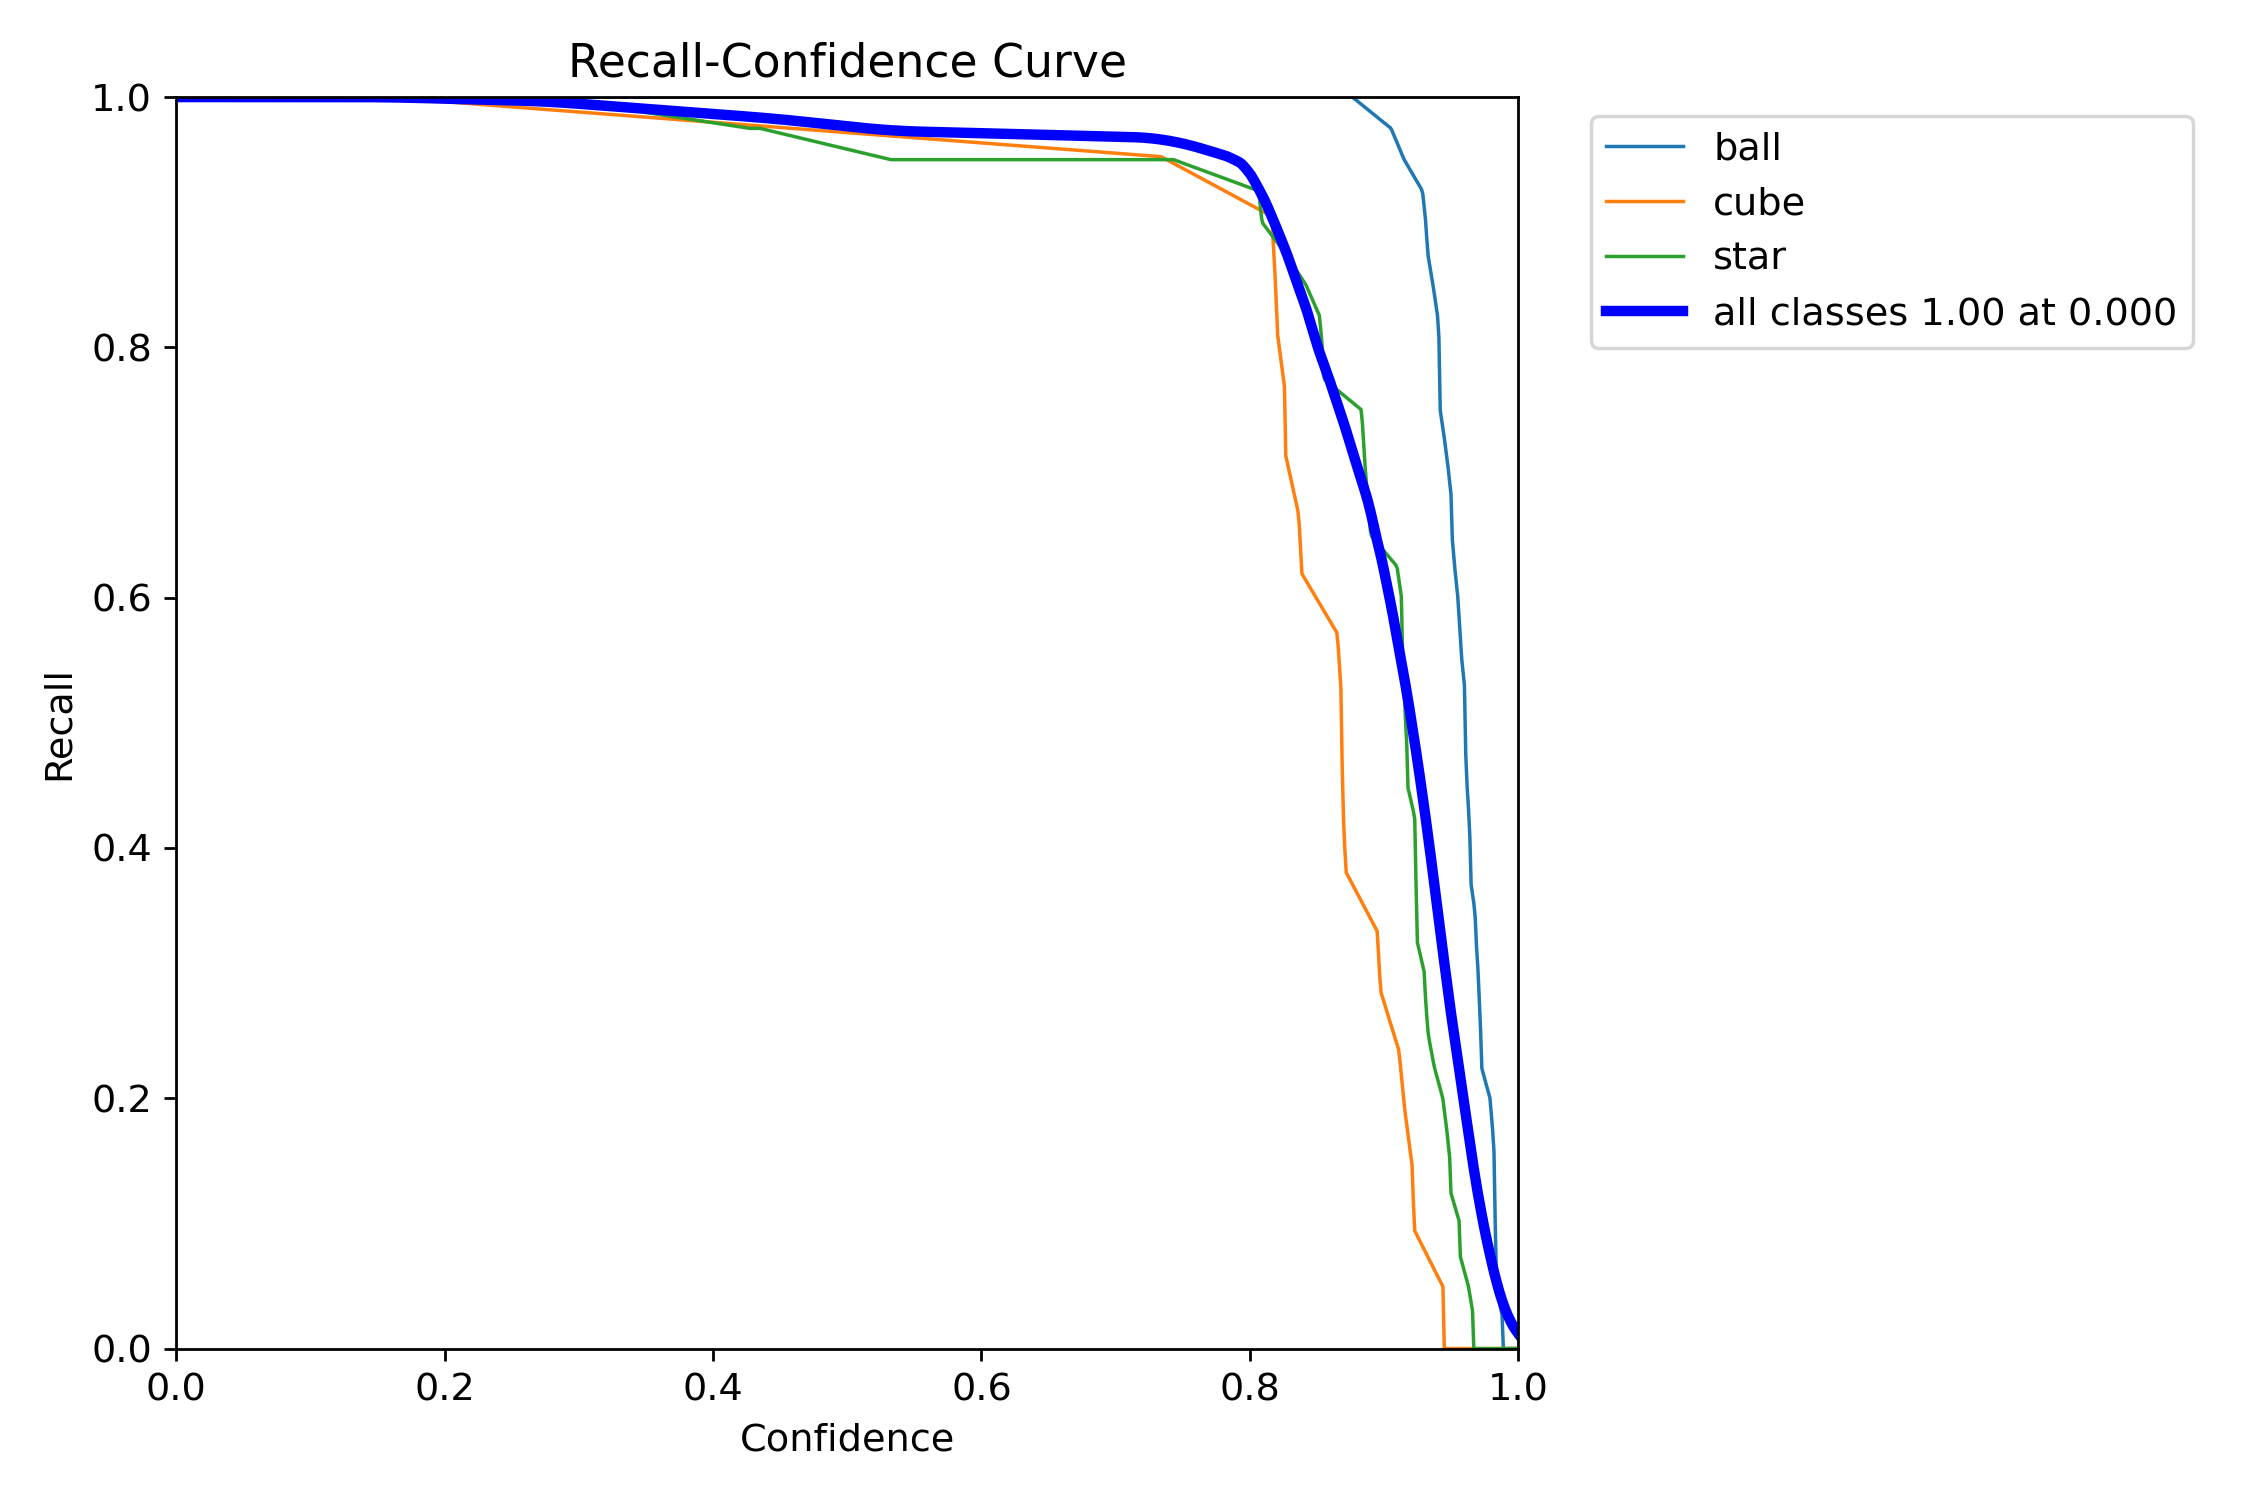 Recall-Confidence Curve
1.0
0.8
0.6
0.4
0.2
0.0
Recall
0.0 0.2 0.4 0.6 0.8 1.0
Confidence
ball
cube
star
all classes 1.00 at 0.000